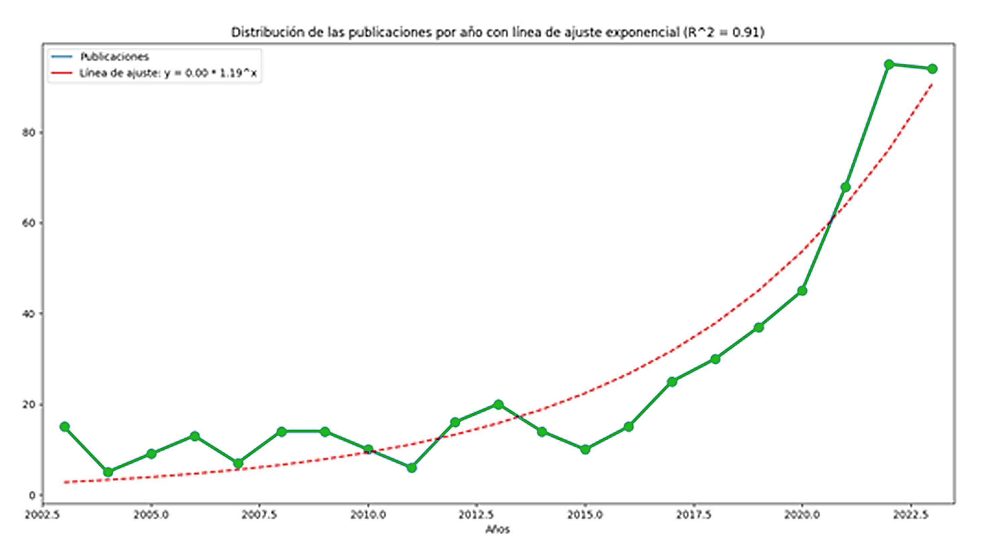 Distribución de las publicaciones por año con línea de ajuste exponencial (R^2 = 0.91)
Publicaciones
Línea de ajuste: y = 0.00 * 1.19^x
80
60
40
20
0
2002.5 2005.0 2007.5 2010.0 2012.5 2015.0 2017.5 2020.0 2022.5
Años